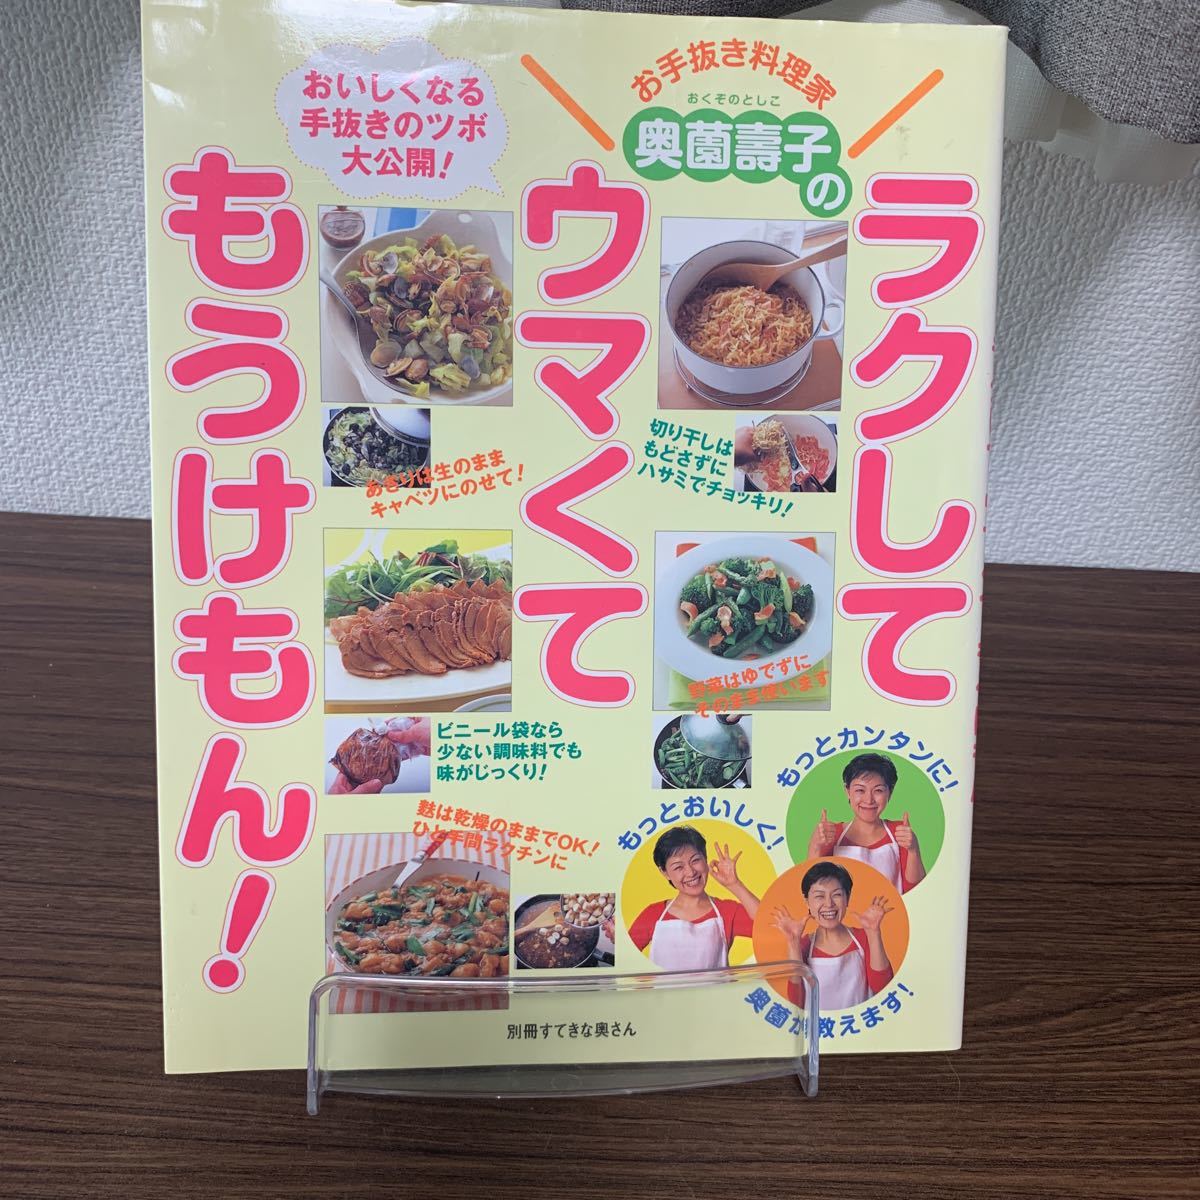 お手抜き料理家
おくぞのとしこ
奥薗壽子の
ラクして
ウマくて
もうけもん!
おいしくなる
手抜きのツボ
大公開!
切り干しは
もどさずに
ハサミでチョッキリ!
あさりは生のまま
キャベツにのせて!
野菜はゆでずに
そのまま使います
ビニール袋なら
少ない調味料でも
味がじっくり!
麩は乾燥のままでOK!
ひと手間ラクチンに
もっとカンタンに!
もっとおいしく!
奥薗が教えます!
別冊すてきな奥さん